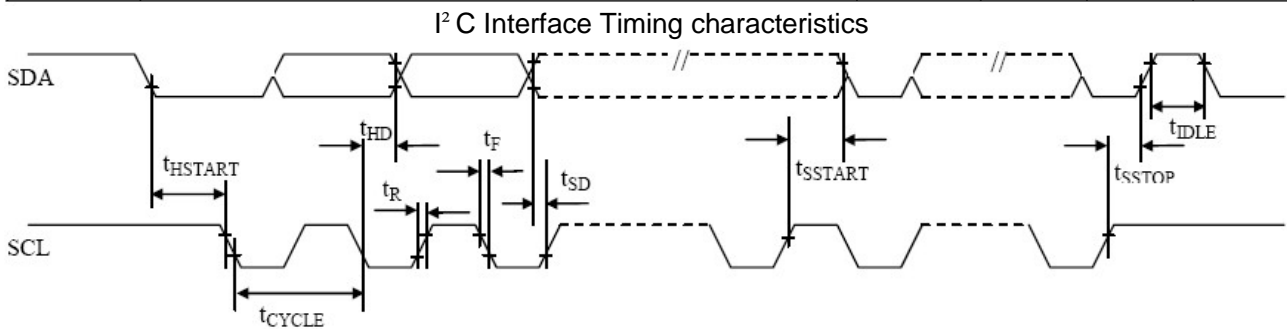 I² C Interface Timing characteristics
SDA
//
//
tHD
tF
tIDLE
tHSTART
tSSTART
tSSTOP
tR
tSD
SCL
tCYCLE